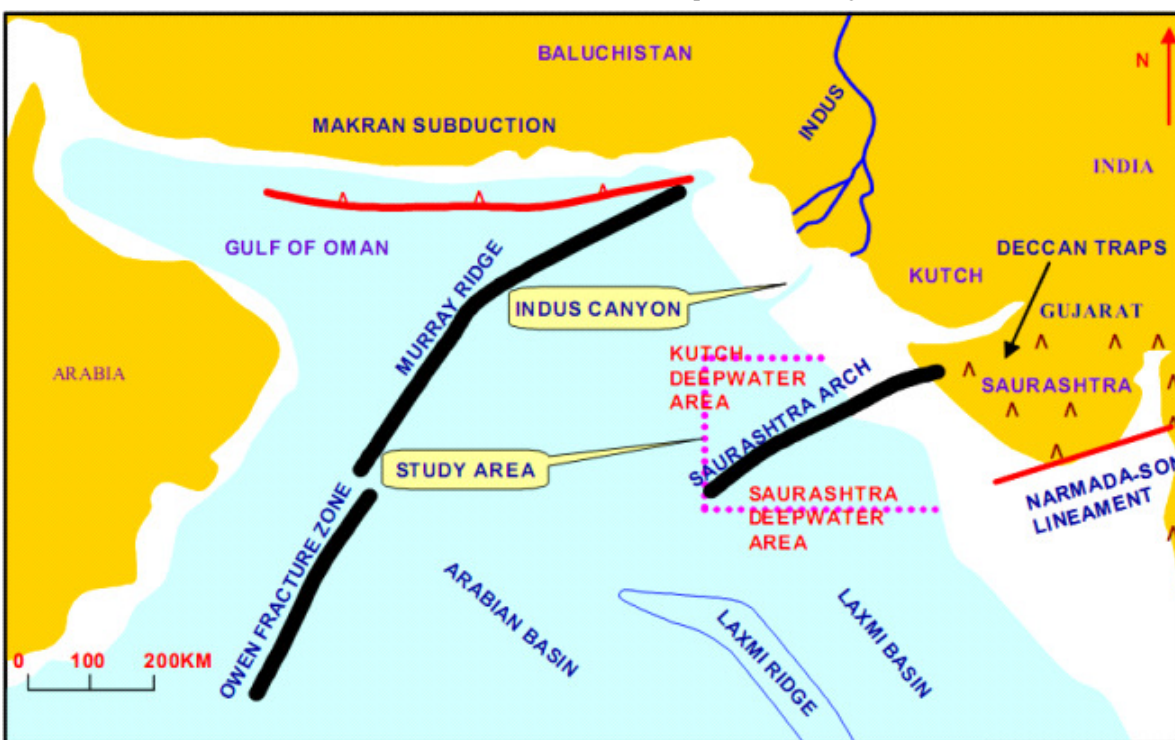 BALUCHISTAN
N
MAKRAN SUBDUCTION
INDUS
INDIA
GULF OF OMAN
DECCAN TRAPS
KUTCH
MURRAY RIDGE
INDUS CANYON
GUJARAT
ARABIA
KUTCH
DEEPWATER
AREA
SAURASHTRA
SAURASHTRA ARCH
STUDY AREA
SAURASHTRA
DEEPWATER
AREA
NARMADA-SON
LINEAMENT
OWEN FRACTURE ZONE
ARABIAN BASIN
LAXMI RIDGE
LAXMI BASIN
0 100 200KM